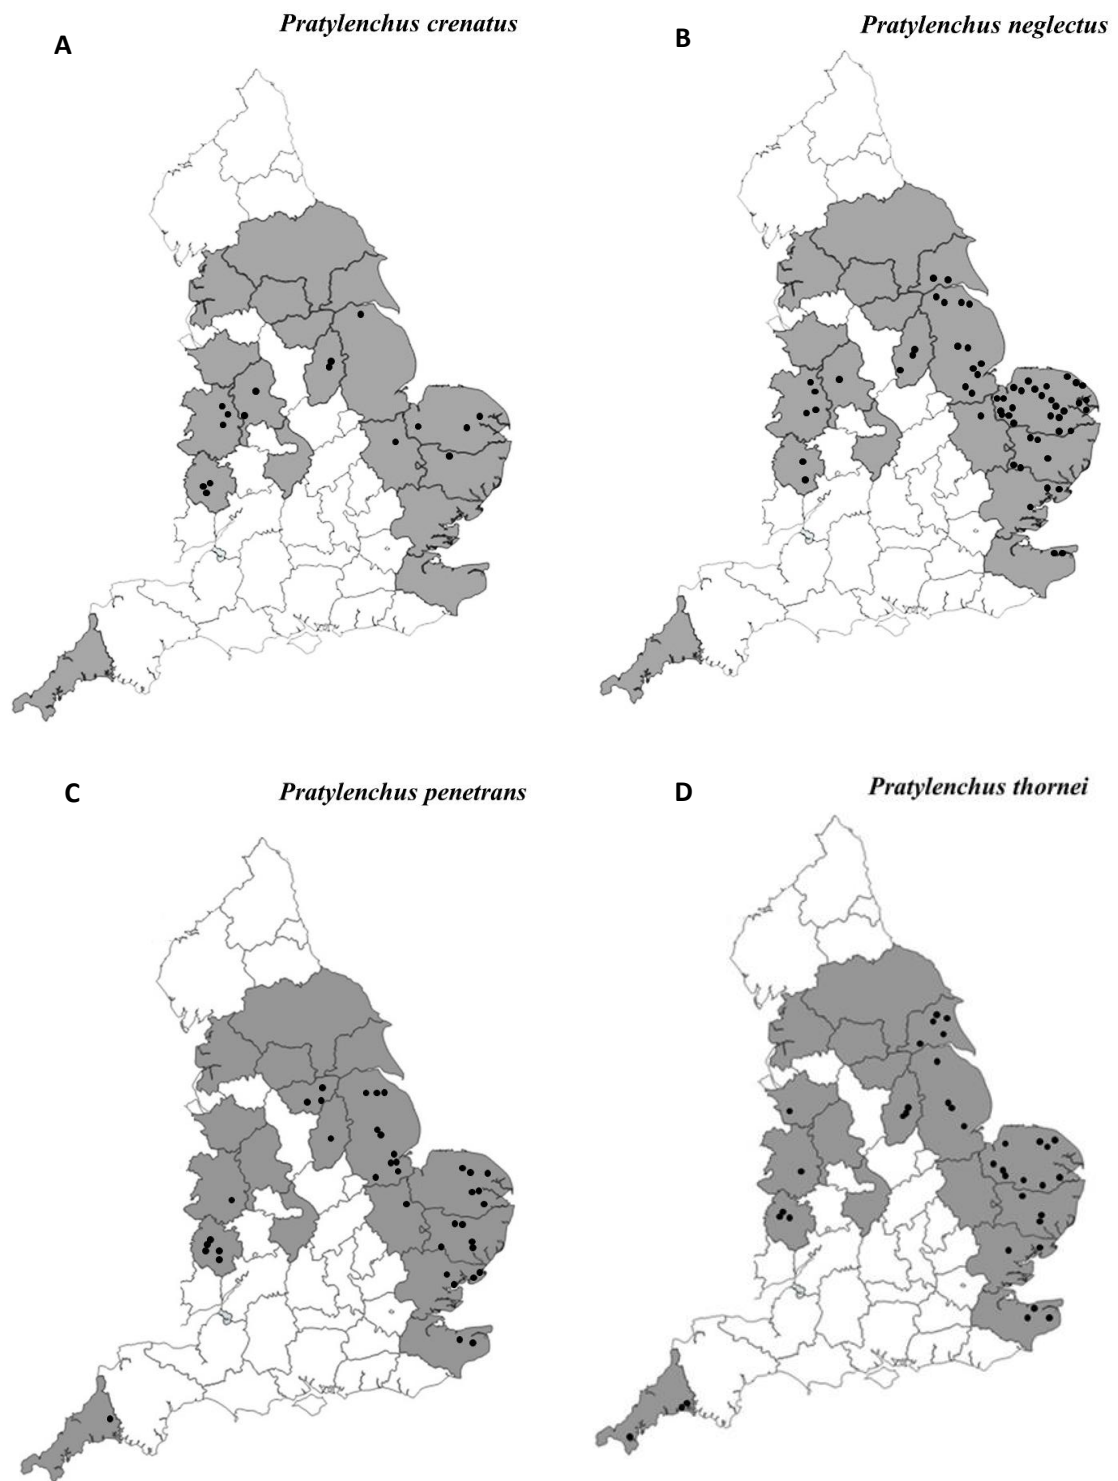 A
Pratylenchus crenatus
B
Pratylenchus neglectus
C
Pratylenchus penetrans
D
Pratylenchus thornei